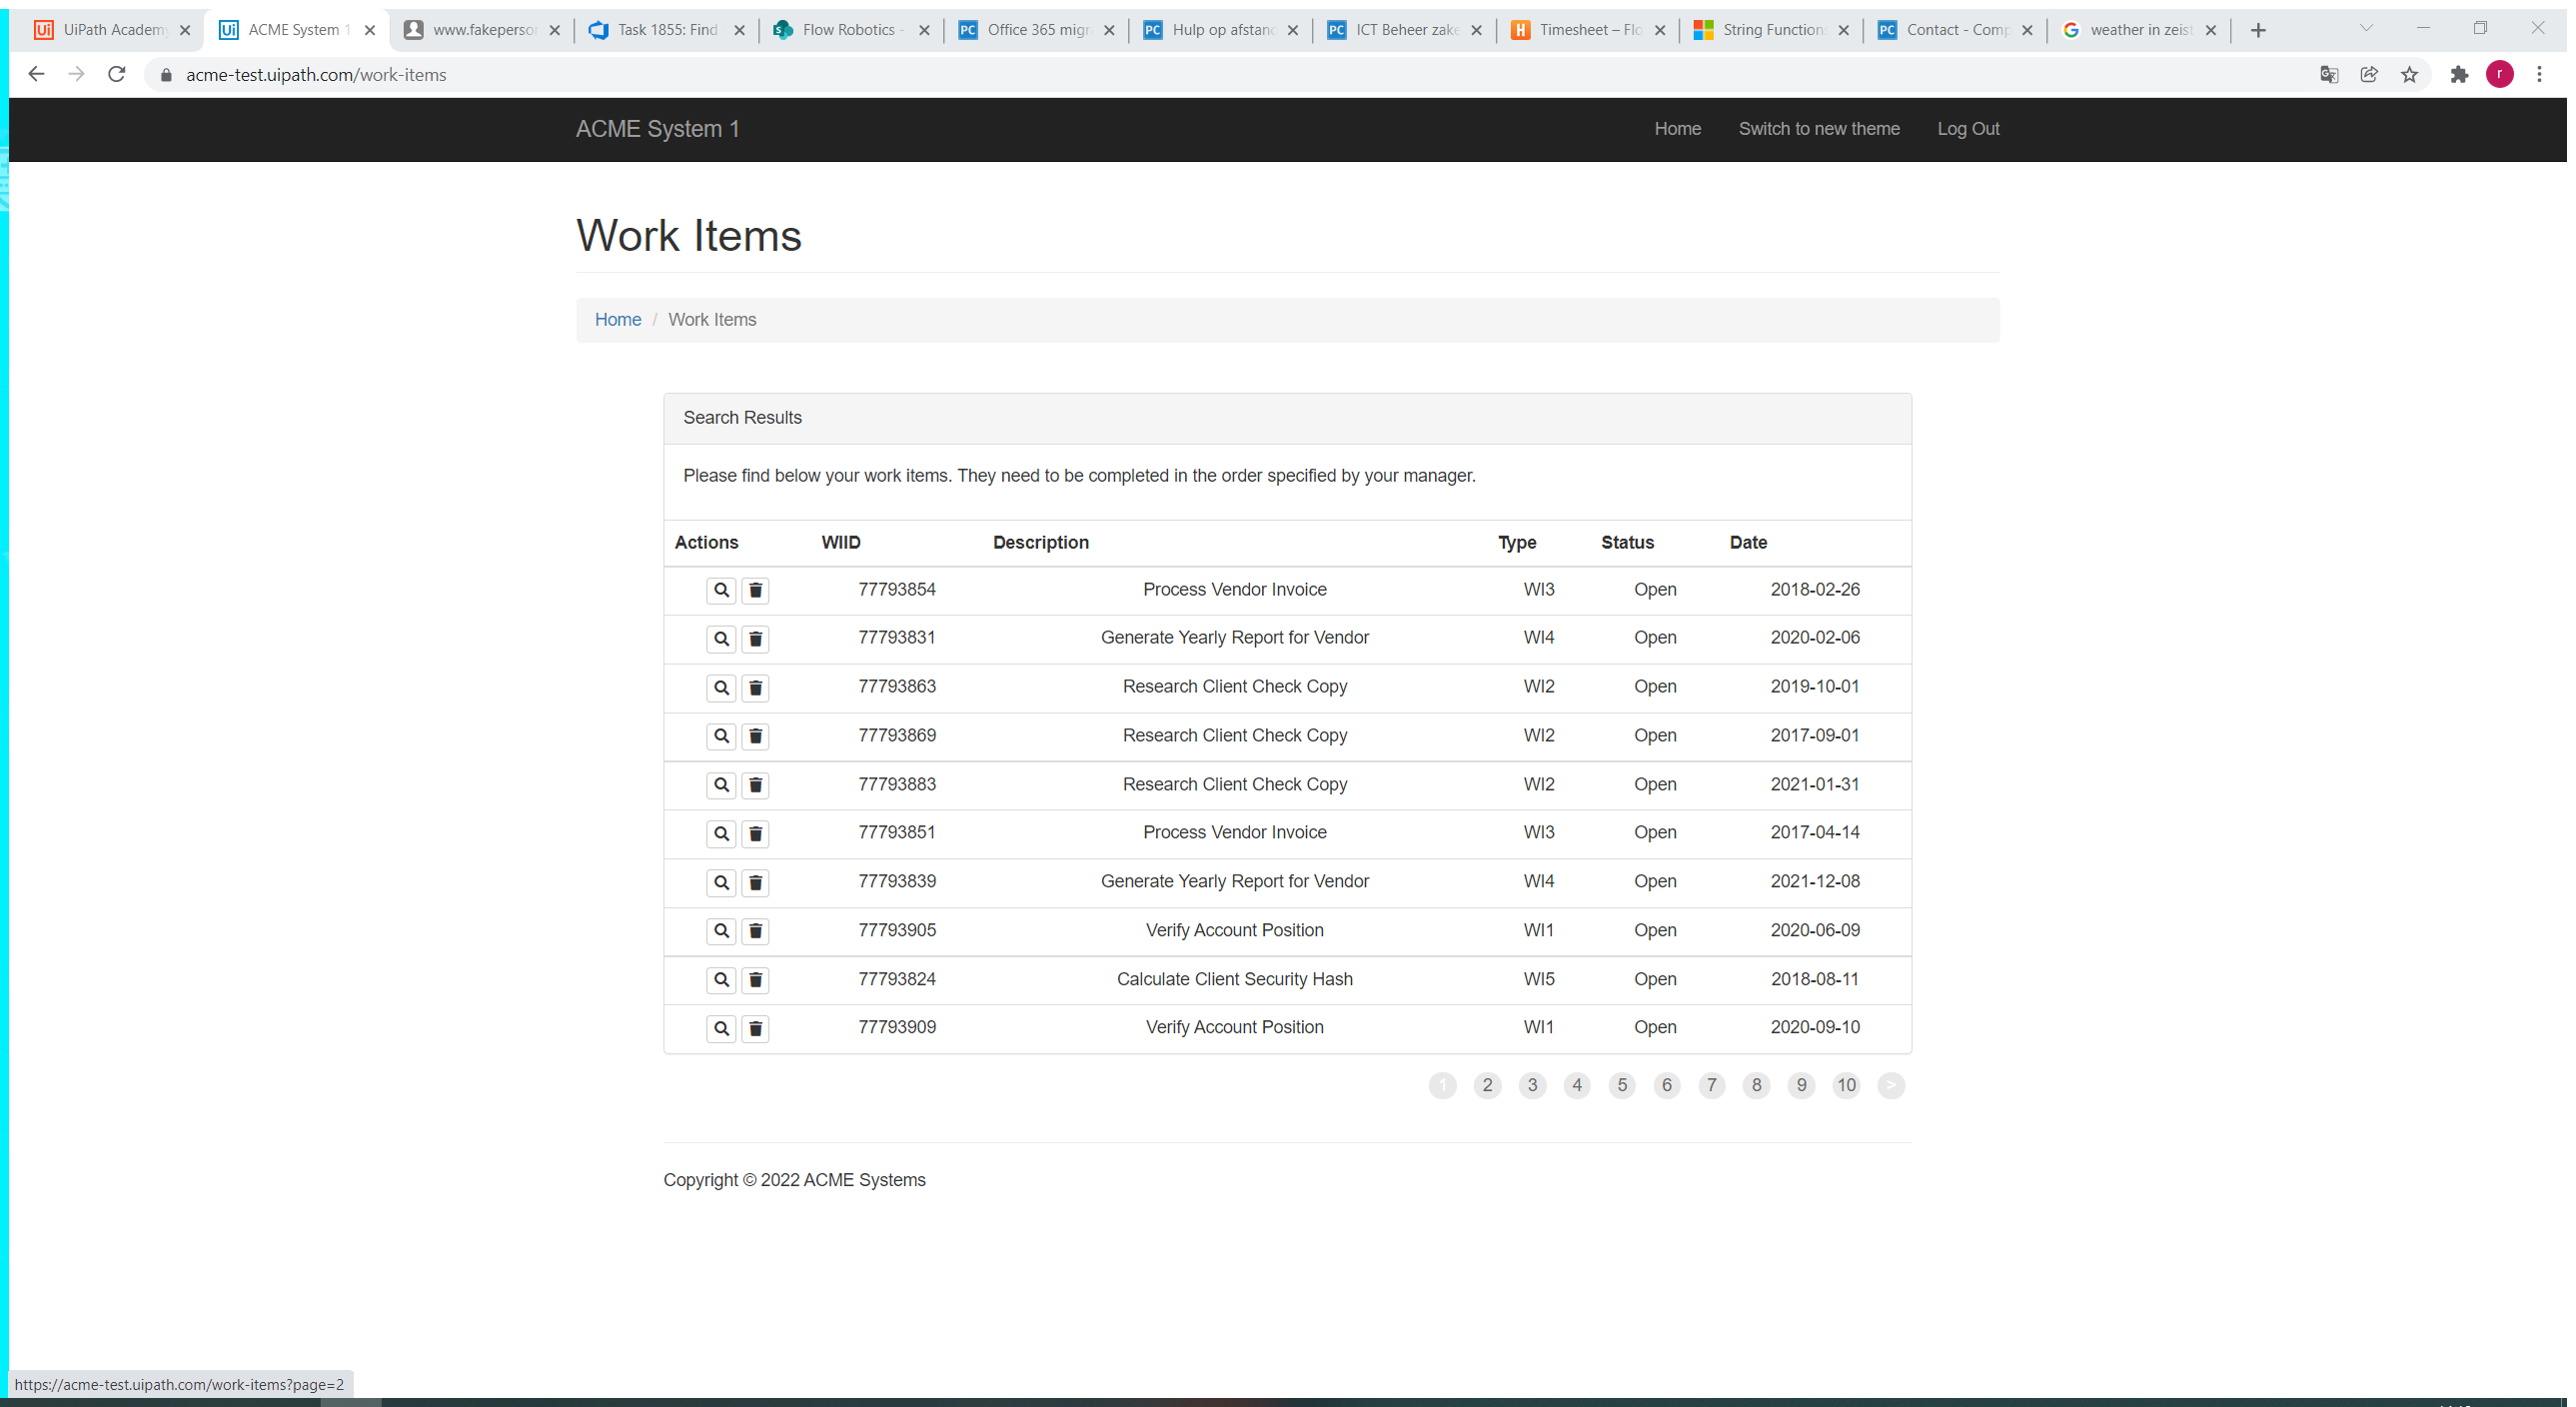 UiPath Academy
ACME System 1
www.fakeperson
Task 1855: Find
Flow Robotics -
Office 365 migr
Hulp op afstand
ICT Beheer zake
Timesheet – Flo
String Functions
Contact - Comp
weather in zeist
acme-test.uipath.com/work-items
r
ACME System 1
Home Switch to new theme Log Out
Work Items
Home / Work Items
Search Results
Please find below your work items. They need to be completed in the order specified by your manager.
Actions WIID Description Type Status Date
77793854 Process Vendor Invoice WI3 Open 2018-02-26
77793831 Generate Yearly Report for Vendor WI4 Open 2020-02-06
77793863 Research Client Check Copy WI2 Open 2019-10-01
77793869 Research Client Check Copy WI2 Open 2017-09-01
77793883 Research Client Check Copy WI2 Open 2021-01-31
77793851 Process Vendor Invoice WI3 Open 2017-04-14
77793839 Generate Yearly Report for Vendor WI4 Open 2021-12-08
77793905 Verify Account Position WI1 Open 2020-06-09
77793824 Calculate Client Security Hash WI5 Open 2018-08-11
77793909 Verify Account Position WI1 Open 2020-09-10
1 2 3 4 5 6 7 8 9 10 >
Copyright © 2022 ACME Systems
https://acme-test.uipath.com/work-items?page=2